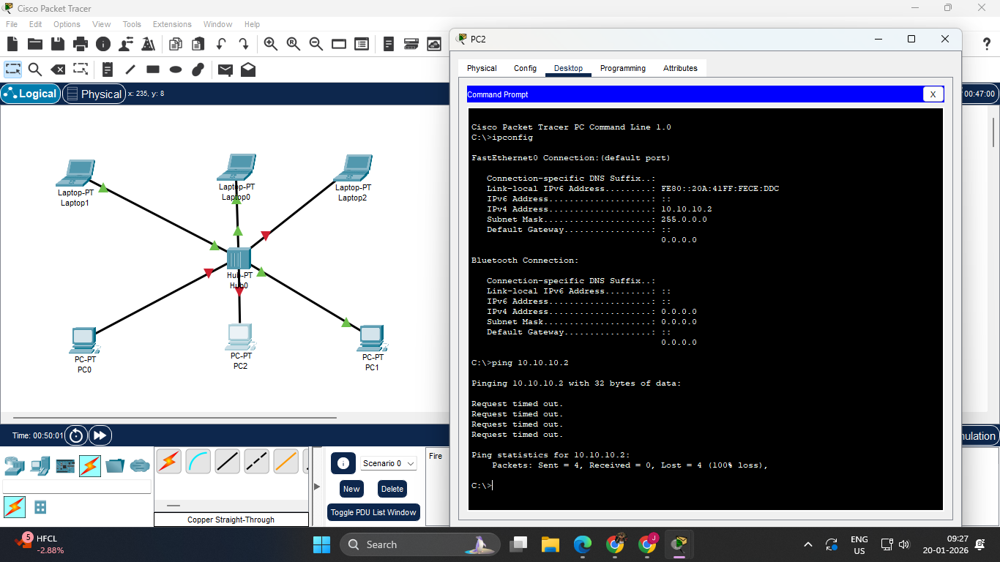 Cisco Packet Tracer
File Edit Options View Tools Extensions Window Help
?
Logical
Physical
x: 235, y: 8
00:47:00
Laptop-PT
Laptop1
Laptop-PT
Laptop0
Laptop-PT
Laptop2
Hub-PT
Hub0
PC-PT
PC0
PC-PT
PC2
PC-PT
PC1
PC2
Physical Config Desktop Programming Attributes
Command Prompt
X
Cisco Packet Tracer PC Command Line 1.0
C:\>ipconfig
FastEthernet0 Connection:(default port)
Connection-specific DNS Suffix..:
Link-local IPv6 Address.........: FE80::20A:41FF:FECE:DDC
IPv6 Address....................: ::
IPv4 Address....................: 10.10.10.2
Subnet Mask.....................: 255.0.0.0
Default Gateway.................: ::
0.0.0.0
Bluetooth Connection:
Connection-specific DNS Suffix..:
Link-local IPv6 Address.........: ::
IPv6 Address....................: ::
IPv4 Address....................: 0.0.0.0
Subnet Mask.....................: 0.0.0.0
Default Gateway.................: ::
0.0.0.0
C:\>ping 10.10.10.2
Pinging 10.10.10.2 with 32 bytes of data:
Request timed out.
Request timed out.
Request timed out.
Request timed out.
Ping statistics for 10.10.10.2:
Packets: Sent = 4, Received = 0, Lost = 4 (100% loss),
C:\>
Time: 00:50:01
mulation
Scenario 0
Fire
New
Delete
Toggle PDU List Window
Copper Straight-Through
5
HFCL
-2.88%
Search
J
ENG
US
09:27
20-01-2026